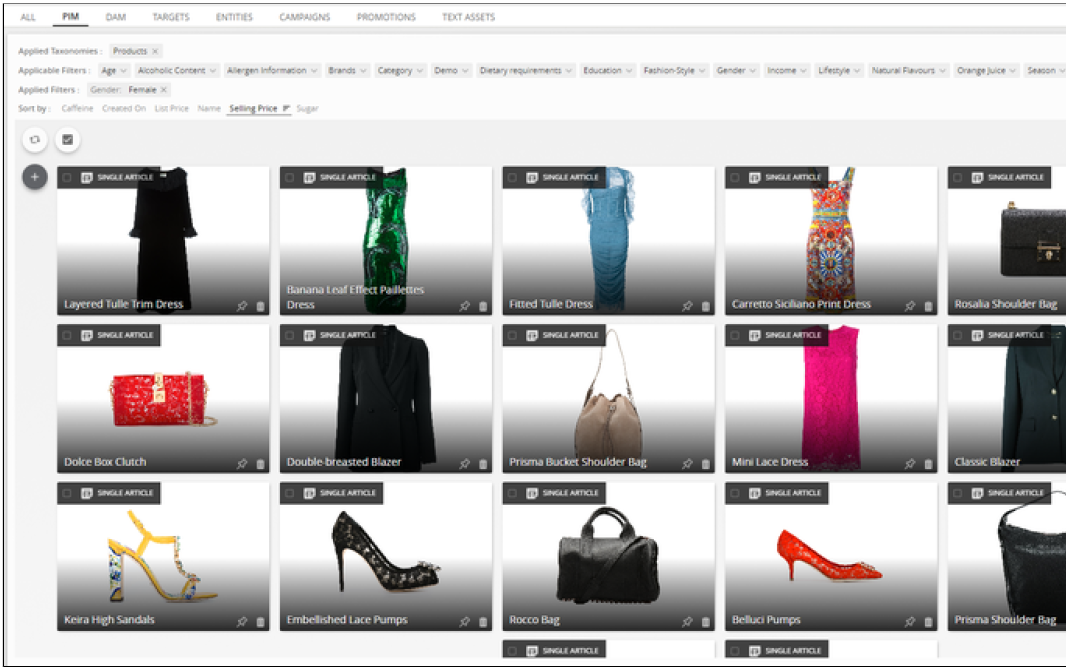 ALL PIM DAM TARGETS ENTITIES CAMPAIGNS PROMOTIONS TEXT ASSETS
Applied Taxonomies : Products ×
Applicable Filters : Age Alcoholic Content Allergen Information Brands Category Demo Dietary requirements Education Fashion-Style Gender Income Lifestyle Natural Flavours Orange Juice Season
Applied Filters : Gender: Female ×
Sort by : Caffeine Created On List Price Name Selling Price Sugar
SINGLE ARTICLE SINGLE ARTICLE SINGLE ARTICLE SINGLE ARTICLE SINGLE ARTICLE
Layered Tulle Trim Dress
Banana Leaf Effect Paillettes
Dress
Fitted Tulle Dress
Carretto Siciliano Print Dress
Rosalia Shoulder Bag
SINGLE ARTICLE SINGLE ARTICLE SINGLE ARTICLE SINGLE ARTICLE SINGLE ARTICLE
Dolce Box Clutch
Double-breasted Blazer
Prisma Bucket Shoulder Bag
Mini Lace Dress
Classic Blazer
SINGLE ARTICLE SINGLE ARTICLE SINGLE ARTICLE SINGLE ARTICLE SINGLE ARTICLE
Keira High Sandals
Embellished Lace Pumps
Rocco Bag
Belluci Pumps
Prisma Shoulder Bag
SINGLE ARTICLE SINGLE ARTICLE